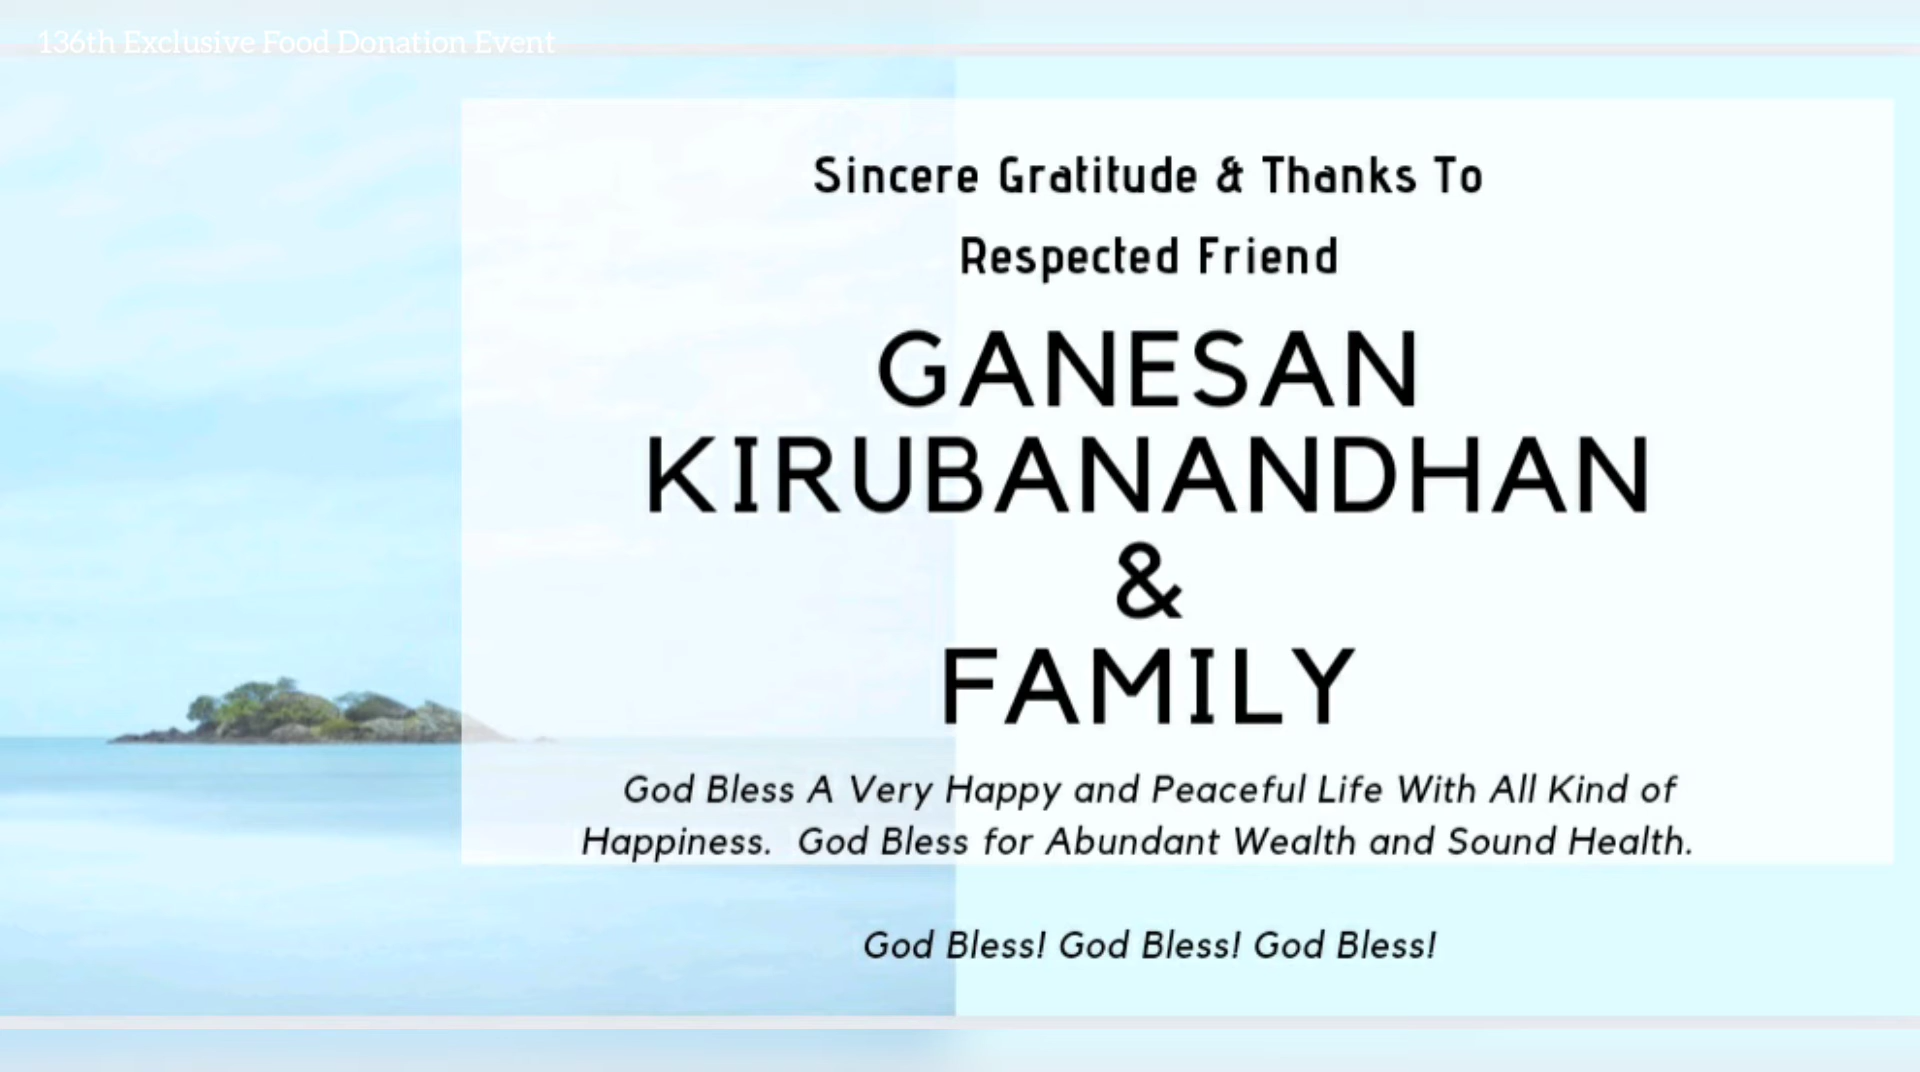 136th Exclusive Food Donation Event
Sincere Gratitude & Thanks To
Respected Friend
GANESAN
KIRUBANANDHAN
&
FAMILY
God Bless A Very Happy and Peaceful Life With All Kind of
Happiness.  God Bless for Abundant Wealth and Sound Health.
God Bless! God Bless! God Bless!